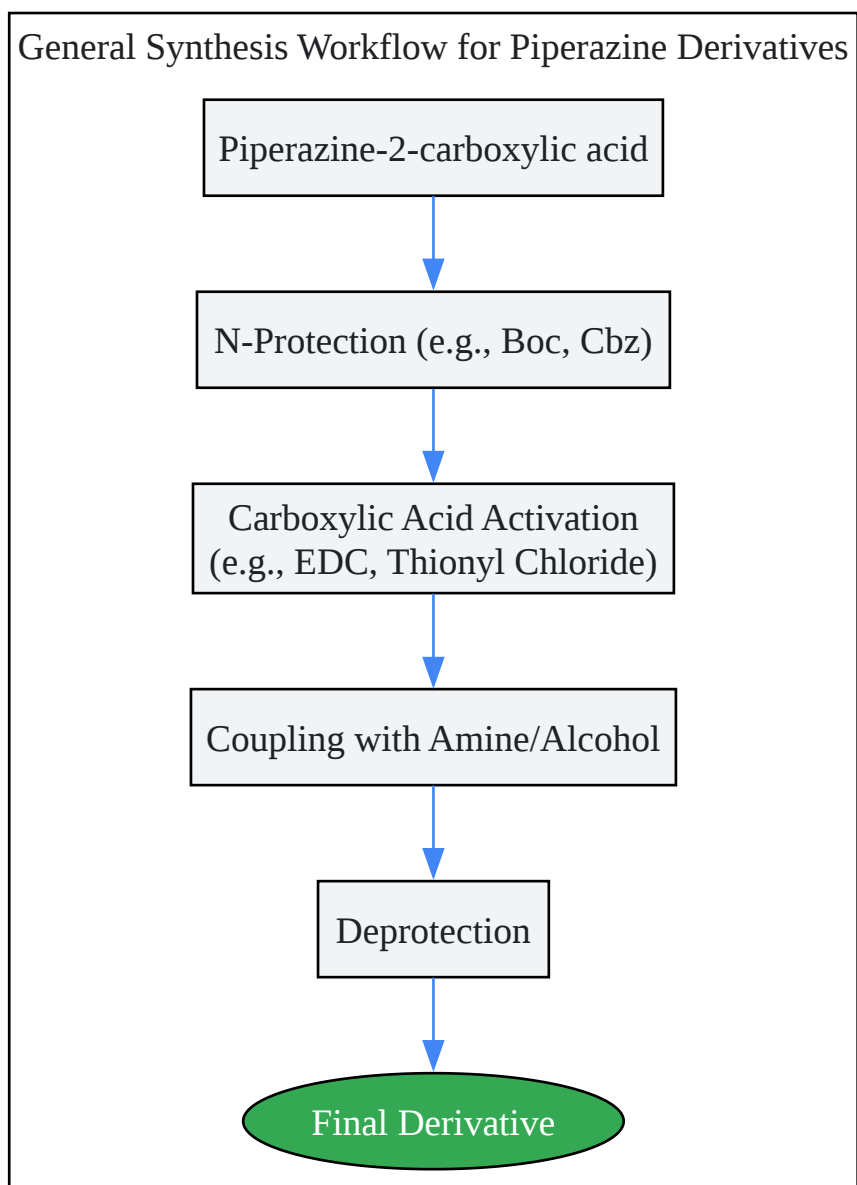 General Synthesis Workflow for Piperazine Derivatives
Piperazine-2-carboxylic acid
N-Protection (e.g., Boc, Cbz)
Carboxylic Acid Activation
(e.g., EDC, Thionyl Chloride)
Coupling with Amine/Alcohol
Deprotection
Final Derivative